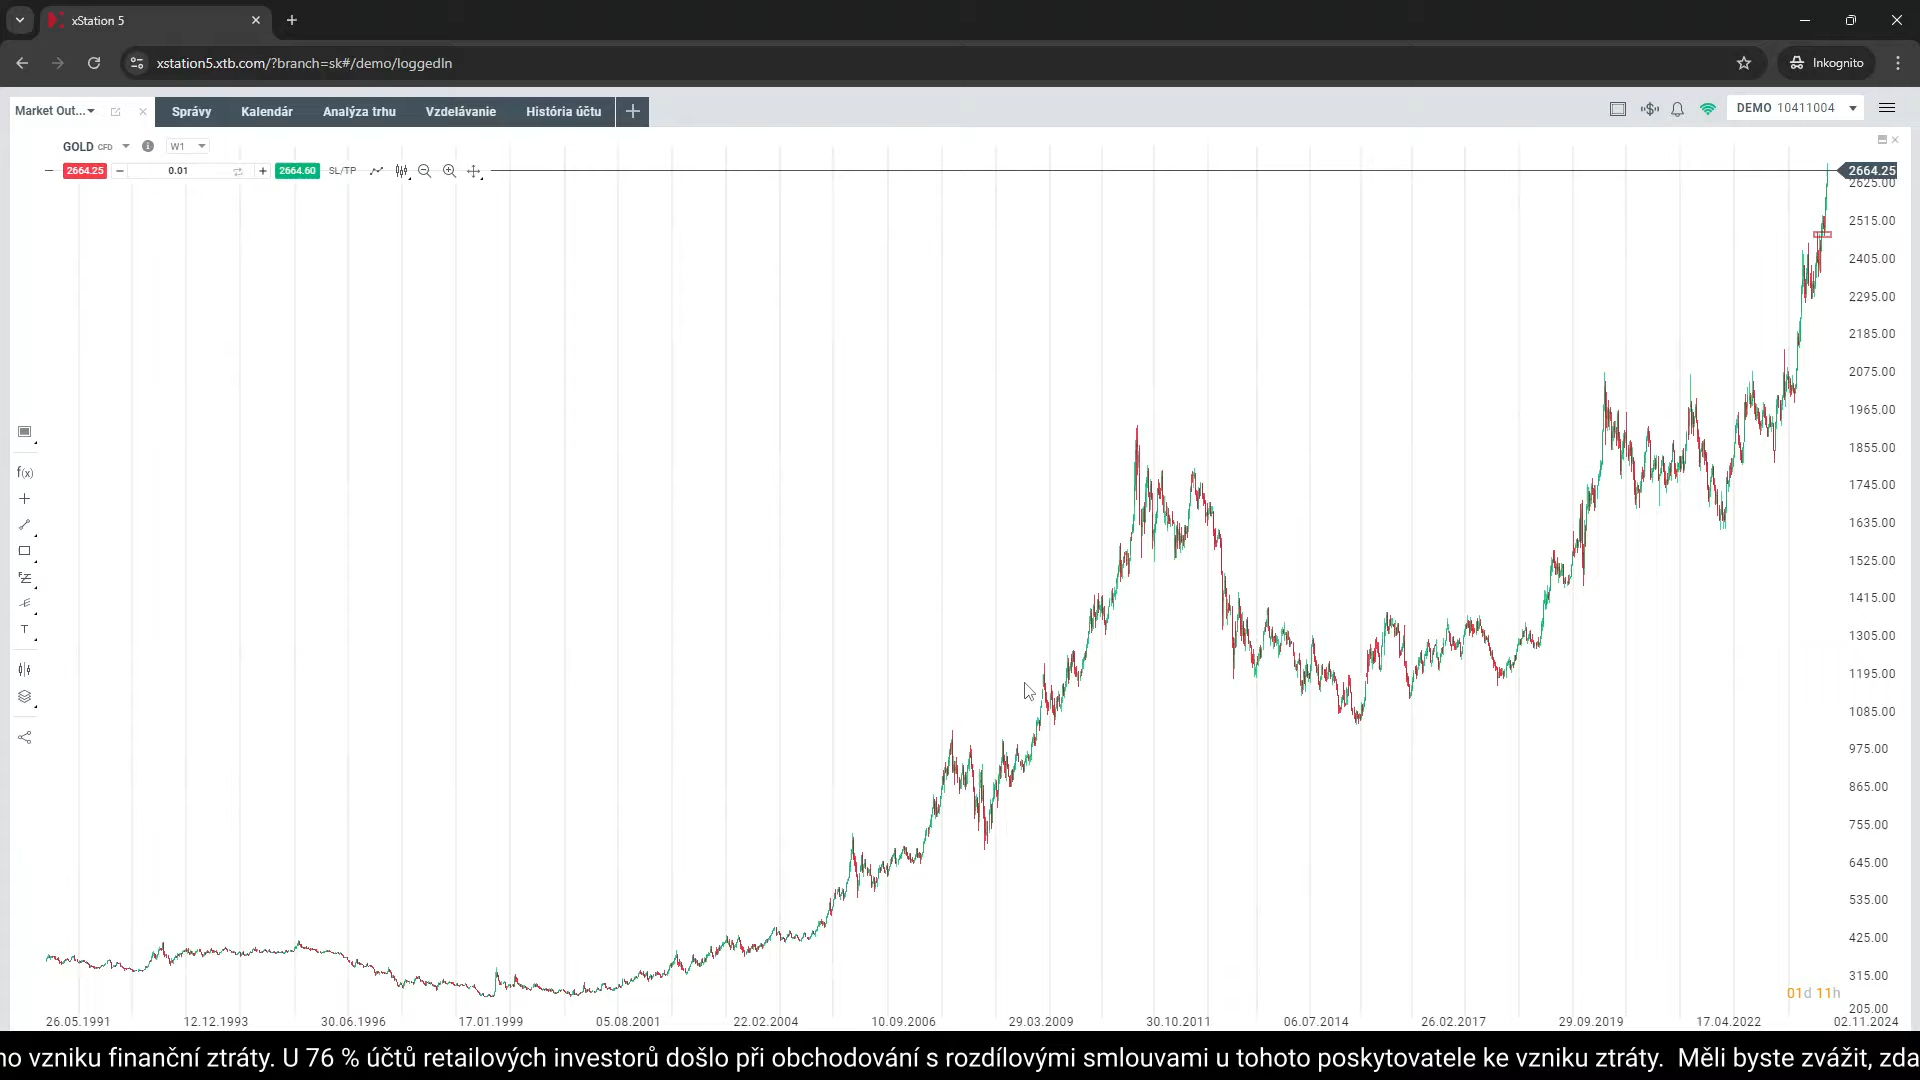 xStation 5
xstation5.xtb.com/?branch=sk#/demo/loggedIn
Inkognito
Market Out...
Správy
Kalendár
Analýza trhu
Vzdelávanie
História účtu
DEMO 10411004
GOLD CFD
W1
2664.25
0.01
2664.60
SL/TP
2664.25
2625.00
2515.00
2405.00
2295.00
2185.00
2075.00
1965.00
1855.00
1745.00
1635.00
1525.00
1415.00
1305.00
1195.00
1085.00
975.00
865.00
755.00
645.00
535.00
425.00
315.00
205.00
f(x)
T
01d 11h
26.05.1991 12.12.1993 30.06.1996 17.01.1999 05.08.2001 22.02.2004 10.09.2006 29.03.2009 30.10.2011 06.07.2014 26.02.2017 29.09.2019 17.04.2022 02.11.2024
no vzniku finanční ztráty. U 76 % účtů retailových investorů došlo při obchodování s rozdílovými smlouvami u tohoto poskytovatele ke vzniku ztráty. Měli byste zvážit, zda